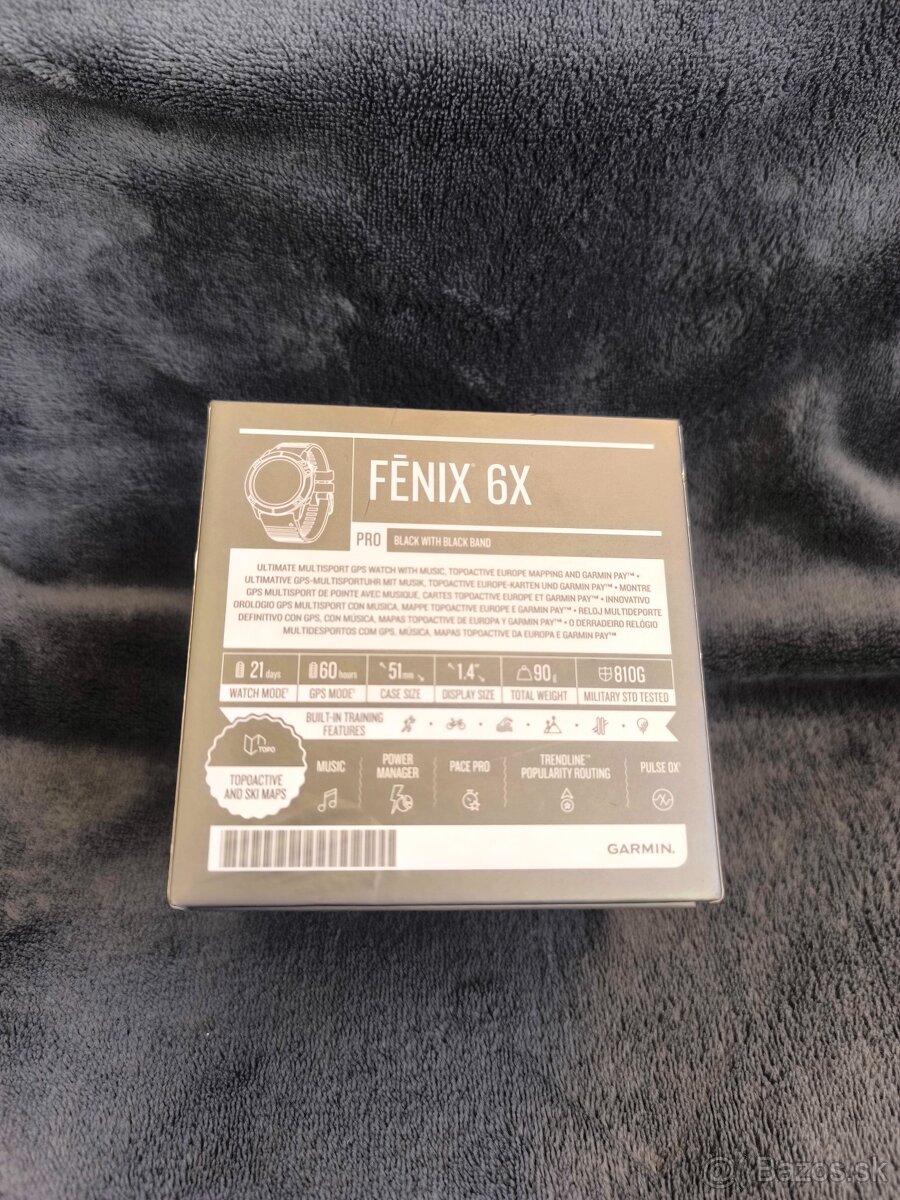 FĒNIX® 6X
PRO BLACK WITH BLACK BAND
ULTIMATE MULTISPORT GPS WATCH WITH MUSIC, TOPOACTIVE EUROPE MAPPING AND GARMIN PAY™ •
ULTIMATIVE GPS-MULTISPORTUHR MIT MUSIK, TOPOACTIVE EUROPE-KARTEN UND GARMIN PAY™ • MONTRE
GPS MULTISPORT DE POINTE AVEC MUSIQUE, CARTES TOPOACTIVE EUROPE ET GARMIN PAY™ • INNOVATIVO
OROLOGIO GPS MULTISPORT CON MUSICA, MAPPE TOPOACTIVE EUROPE E GARMIN PAY™ • RELOJ MULTIDEPORTE
DEFINITIVO CON GPS, CON MÚSICA, MAPAS TOPOACTIVE DE EUROPA Y GARMIN PAY™ • O DERRADEIRO RELÓGIO
MULTIDESPORTOS COM GPS, MÚSICA, MAPAS TOPOACTIVE DA EUROPA E GARMIN PAY™
21 days 60 hours 51mm 1.4" 90g 810G
WATCH MODE† GPS MODE† CASE SIZE DISPLAY SIZE TOTAL WEIGHT MILITARY STD TESTED
BUILT-IN TRAINING
FEATURES
TOPO
TOPOACTIVE
AND SKI MAPS
MUSIC
POWER
MANAGER
PACE PRO
TRENDLINE™
POPULARITY ROUTING
PULSE OX†
GARMIN.
@ Bazos.sk